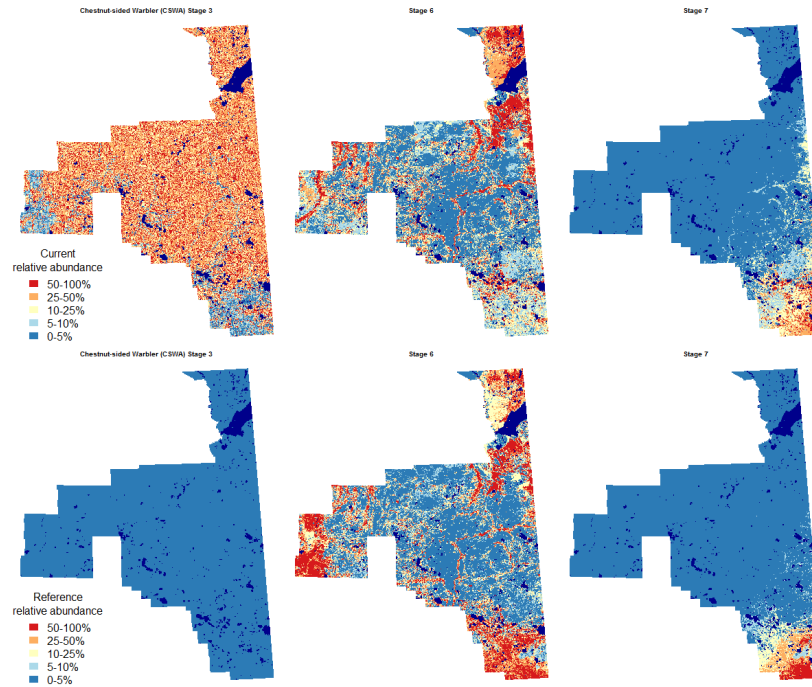 Chestnut-sided Warbler (CSWA) Stage 3
Stage 6
Stage 7
Current
relative abundance
50-100%
25-50%
10-25%
5-10%
0-5%
Chestnut-sided Warbler (CSWA) Stage 3
Stage 6
Stage 7
Reference
relative abundance
50-100%
25-50%
10-25%
5-10%
0-5%